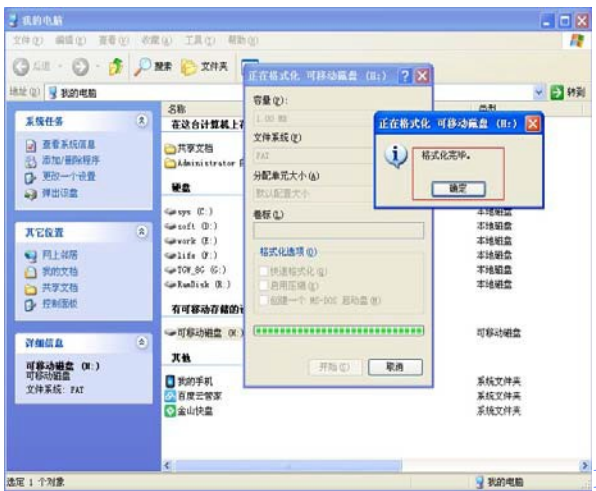 我的电脑
文件(F) 编辑(E) 查看(V) 收藏(A) 工具(T) 帮助(H)
后退 搜索 文件夹
地址(D) 我的电脑 转到
名称 类型
系统任务
查看系统信息
添加/删除程序
更改一个设置
弹出该盘
其它位置
网上邻居
我的文档
共享文档
控制面板
详细信息
可移动磁盘 (H:)
可移动磁盘
文件系统: FAT
在这台计算机上
共享文档
Administrator
硬盘
sys (C:)
soft (D:) 本地磁盘
work (E:) 本地磁盘
life (F:) 本地磁盘
本地磁盘
RamDisk (R:) 本地磁盘
有可移动存储的
可移动磁盘 (H:) 可移动磁盘
其他
我的手机 系统文件夹
百度云管家 系统文件夹
金山快盘 系统文件夹
正在格式化 可移动磁盘 (H:)
容量(P):
1.00 MB
文件系统(F)
FAT
分配单元大小(A)
默认配置大小
卷标(L)
格式化选项(O)
快速格式化(Q)
启用压缩(E)
创建一个 MS-DOS 启动盘(M)
开始(S) 取消
正在格式化 可移动磁盘 (H:)
格式化完毕。
确定
选定 1 个对象 我的电脑